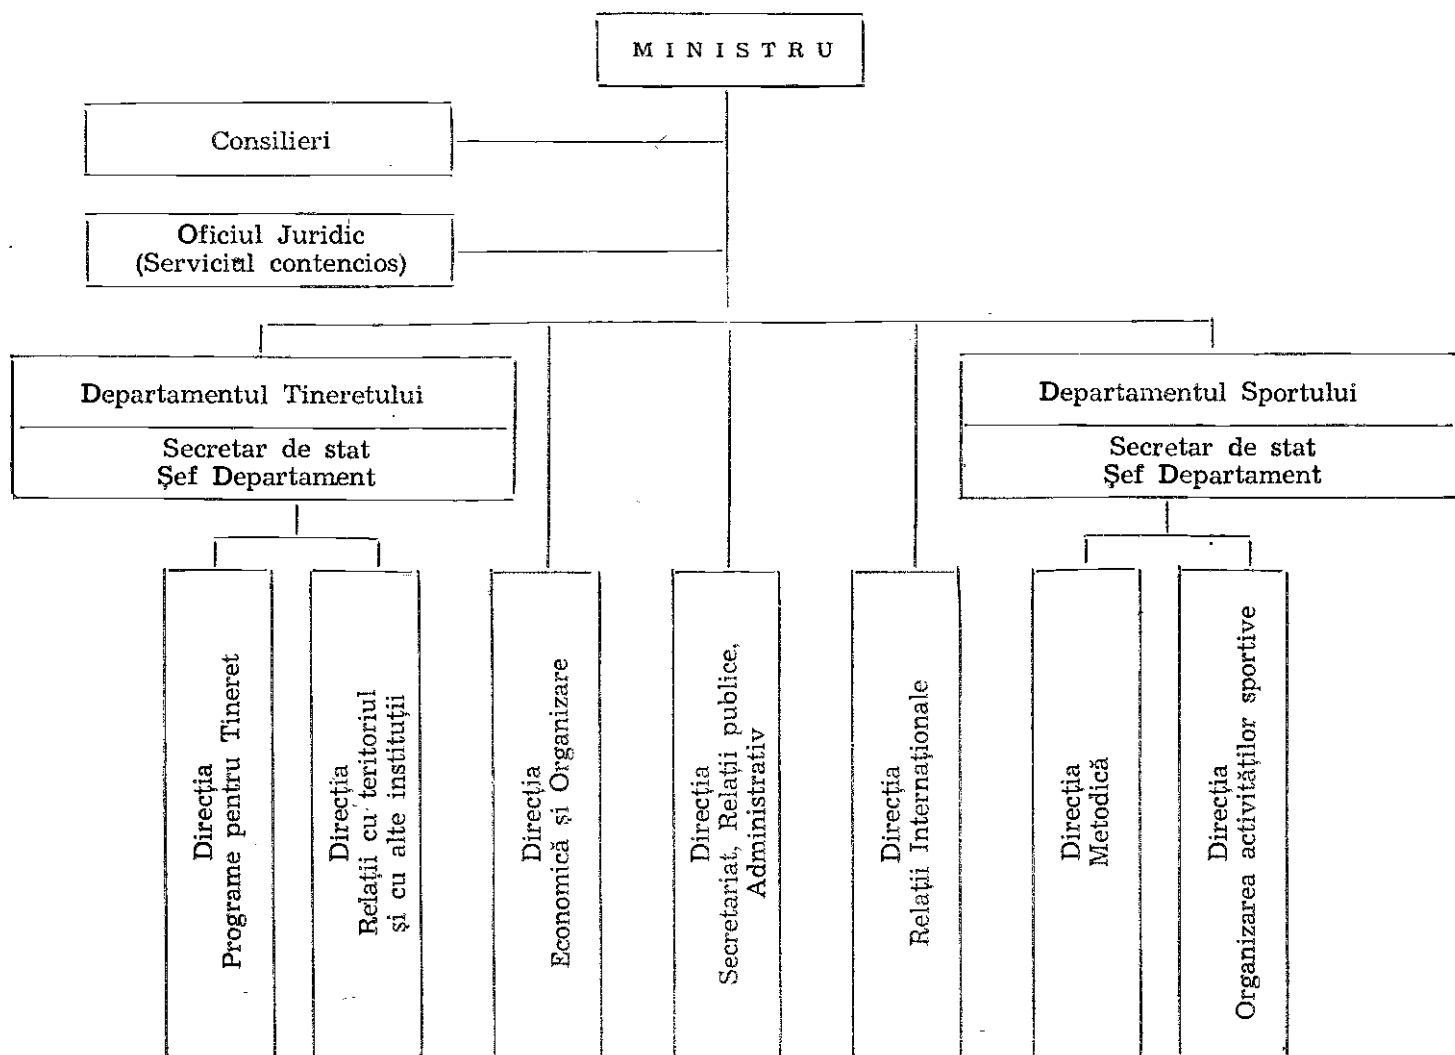 MINISTRU
Consilieri
Oficiul Juridic
(Serviciul contencios)
Departamentul Tineretului
Secretar de stat
Şef Departament
Departamentul Sportului
Secretar de stat
Şef Departament
Direcţia
Programe pentru Tineret
Direcţia
Relaţii cu teritoriul
şi cu alte instituţii
Direcţia
Economică şi Organizare
Direcţia
Secretariat, Relaţii publice,
Administrativ
Direcţia
Relaţii Internaţionale
Direcţia
Metodică
Direcţia
Organizarea activităţilor sportive